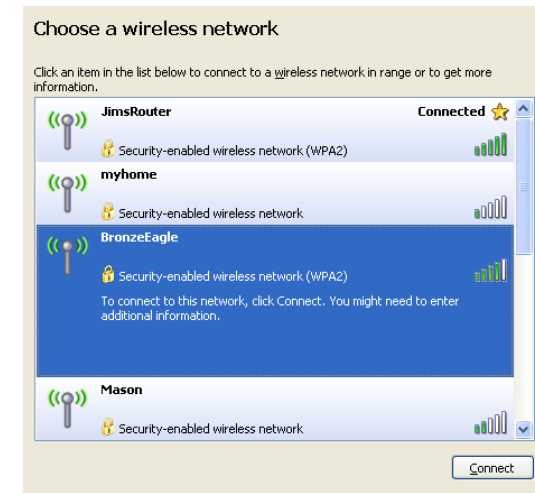 Choose a wireless network
Click an item in the list below to connect to a wireless network in range or to get more
information.
JimsRouter Connected
Security-enabled wireless network (WPA2)
myhome
Security-enabled wireless network
BronzeEagle
Security-enabled wireless network (WPA2)
To connect to this network, click Connect. You might need to enter
additional information.
Mason
Security-enabled wireless network
Connect